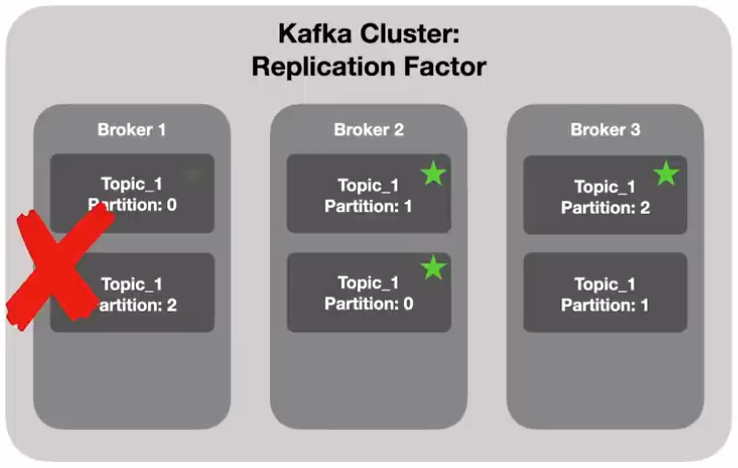 Kafka Cluster:
Replication Factor
Broker 1
Topic_1
Partition: 0
Topic_1
Partition: 2
Broker 2
Topic_1
Partition: 1
Topic_1
Partition: 0
Broker 3
Topic_1
Partition: 2
Topic_1
Partition: 1